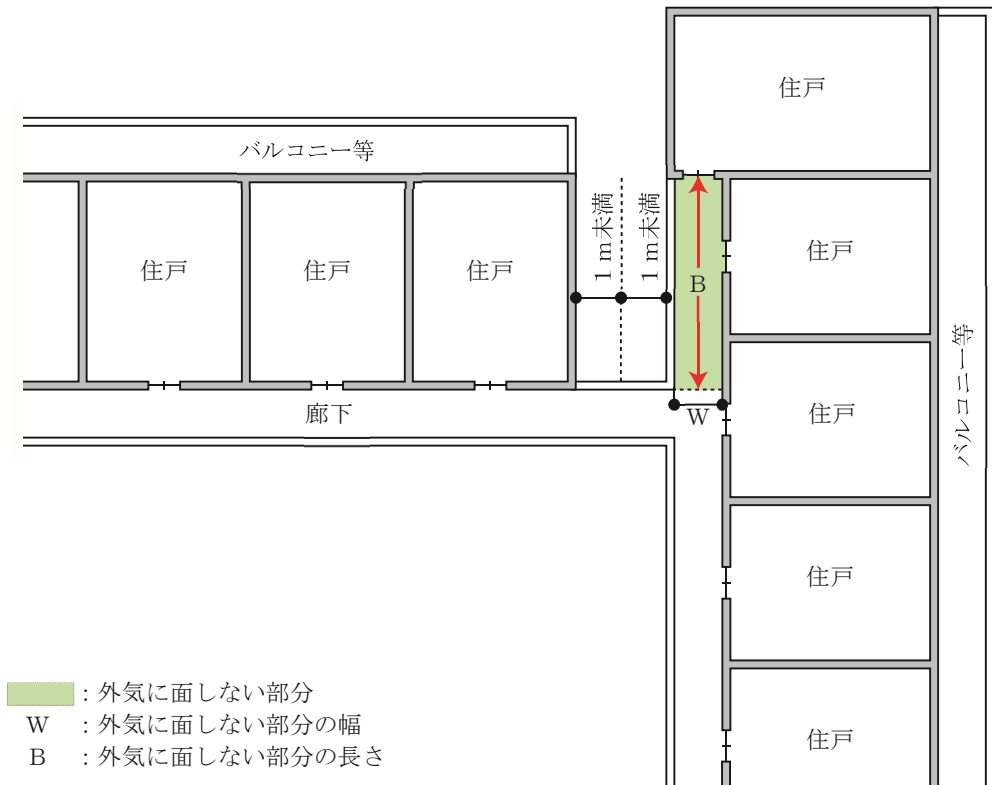 住戸
バルコニー等
1 m未満
1 m未満
住戸
住戸
住戸
住戸
B
バルコニー等
廊下
W
住戸
住戸
住戸
：外気に面しない部分
W ：外気に面しない部分の幅
B ：外気に面しない部分の長さ